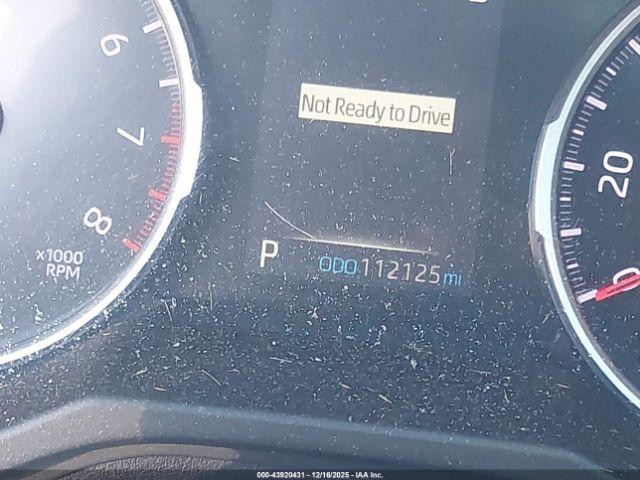 6
7
8
x1000
RPM
Not Ready to Drive
P ODO 112125 mi
20
0
000-43920431 - 12/16/2025 - IAA Inc.